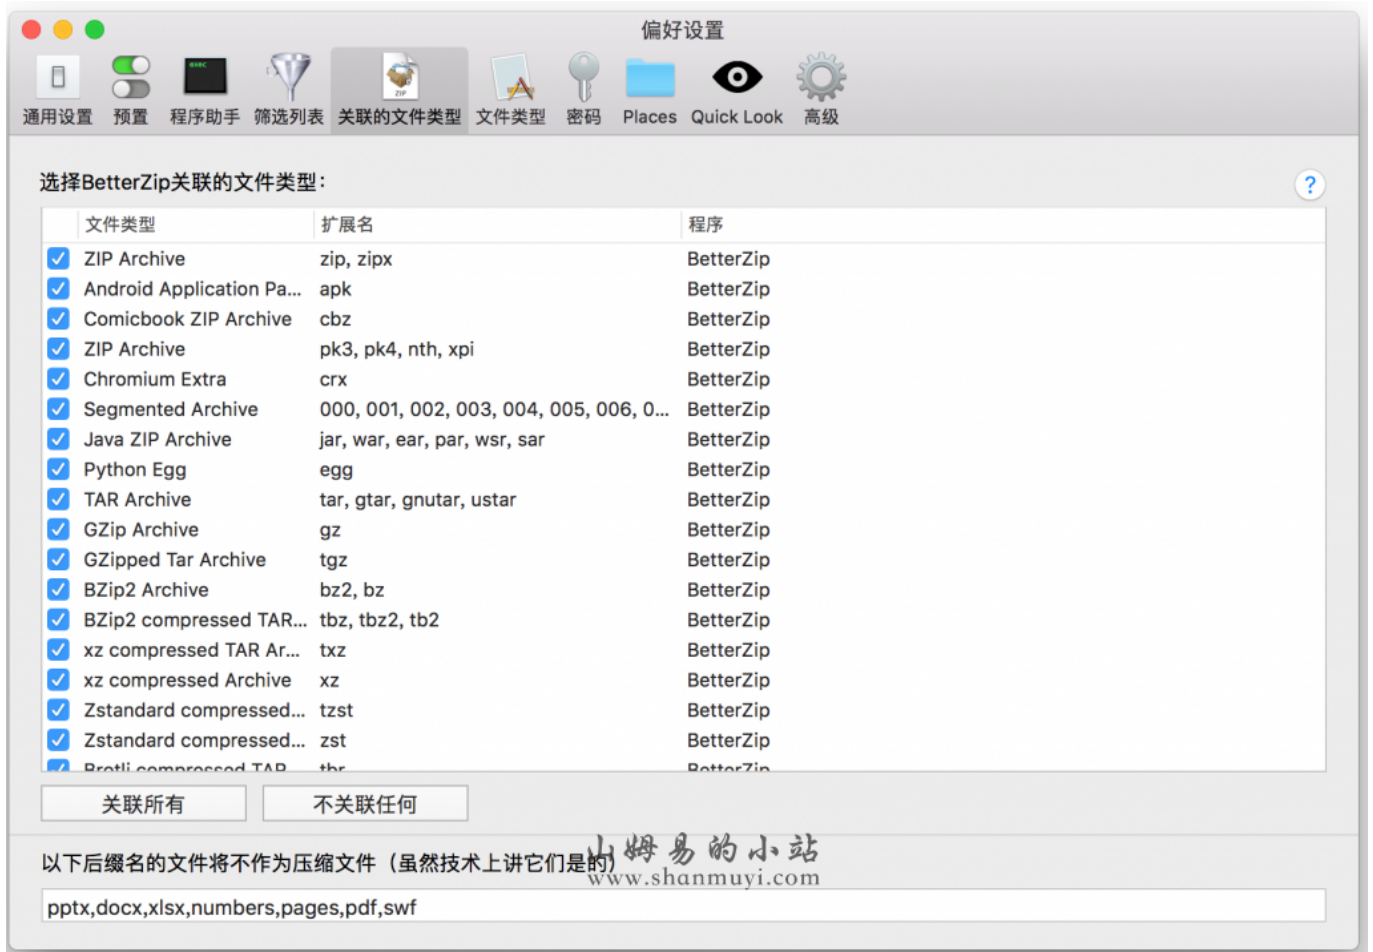 偏好设置
通用设置 预置 程序助手 筛选列表 关联的文件类型 文件类型 密码 Places Quick Look 高级
exec
ZIP
选择BetterZip关联的文件类型：
?
文件类型 扩展名 程序
ZIP Archive zip, zipx BetterZip
Android Application Pa... apk BetterZip
Comicbook ZIP Archive cbz BetterZip
ZIP Archive pk3, pk4, nth, xpi BetterZip
Chromium Extra crx BetterZip
Segmented Archive 000, 001, 002, 003, 004, 005, 006, 0... BetterZip
Java ZIP Archive jar, war, ear, par, wsr, sar BetterZip
Python Egg egg BetterZip
TAR Archive tar, gtar, gnutar, ustar BetterZip
GZip Archive gz BetterZip
GZipped Tar Archive tgz BetterZip
BZip2 Archive bz2, bz BetterZip
BZip2 compressed TAR... tbz, tbz2, tb2 BetterZip
xz compressed TAR Ar... txz BetterZip
xz compressed Archive xz BetterZip
Zstandard compressed... tzst BetterZip
Zstandard compressed... zst BetterZip
Brotli compressed TAR tbr BetterZip
关联所有 不关联任何
山姆易的小站
以下后缀名的文件将不作为压缩文件（虽然技术上讲它们是的）
www.shanmuyi.com
pptx,docx,xlsx,numbers,pages,pdf,swf